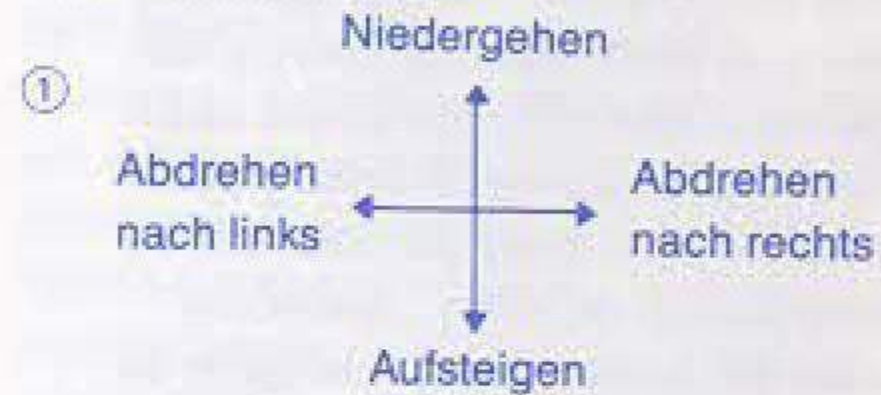 Niedergehen
①
Abdrehen
nach links
Abdrehen
nach rechts
Aufsteigen